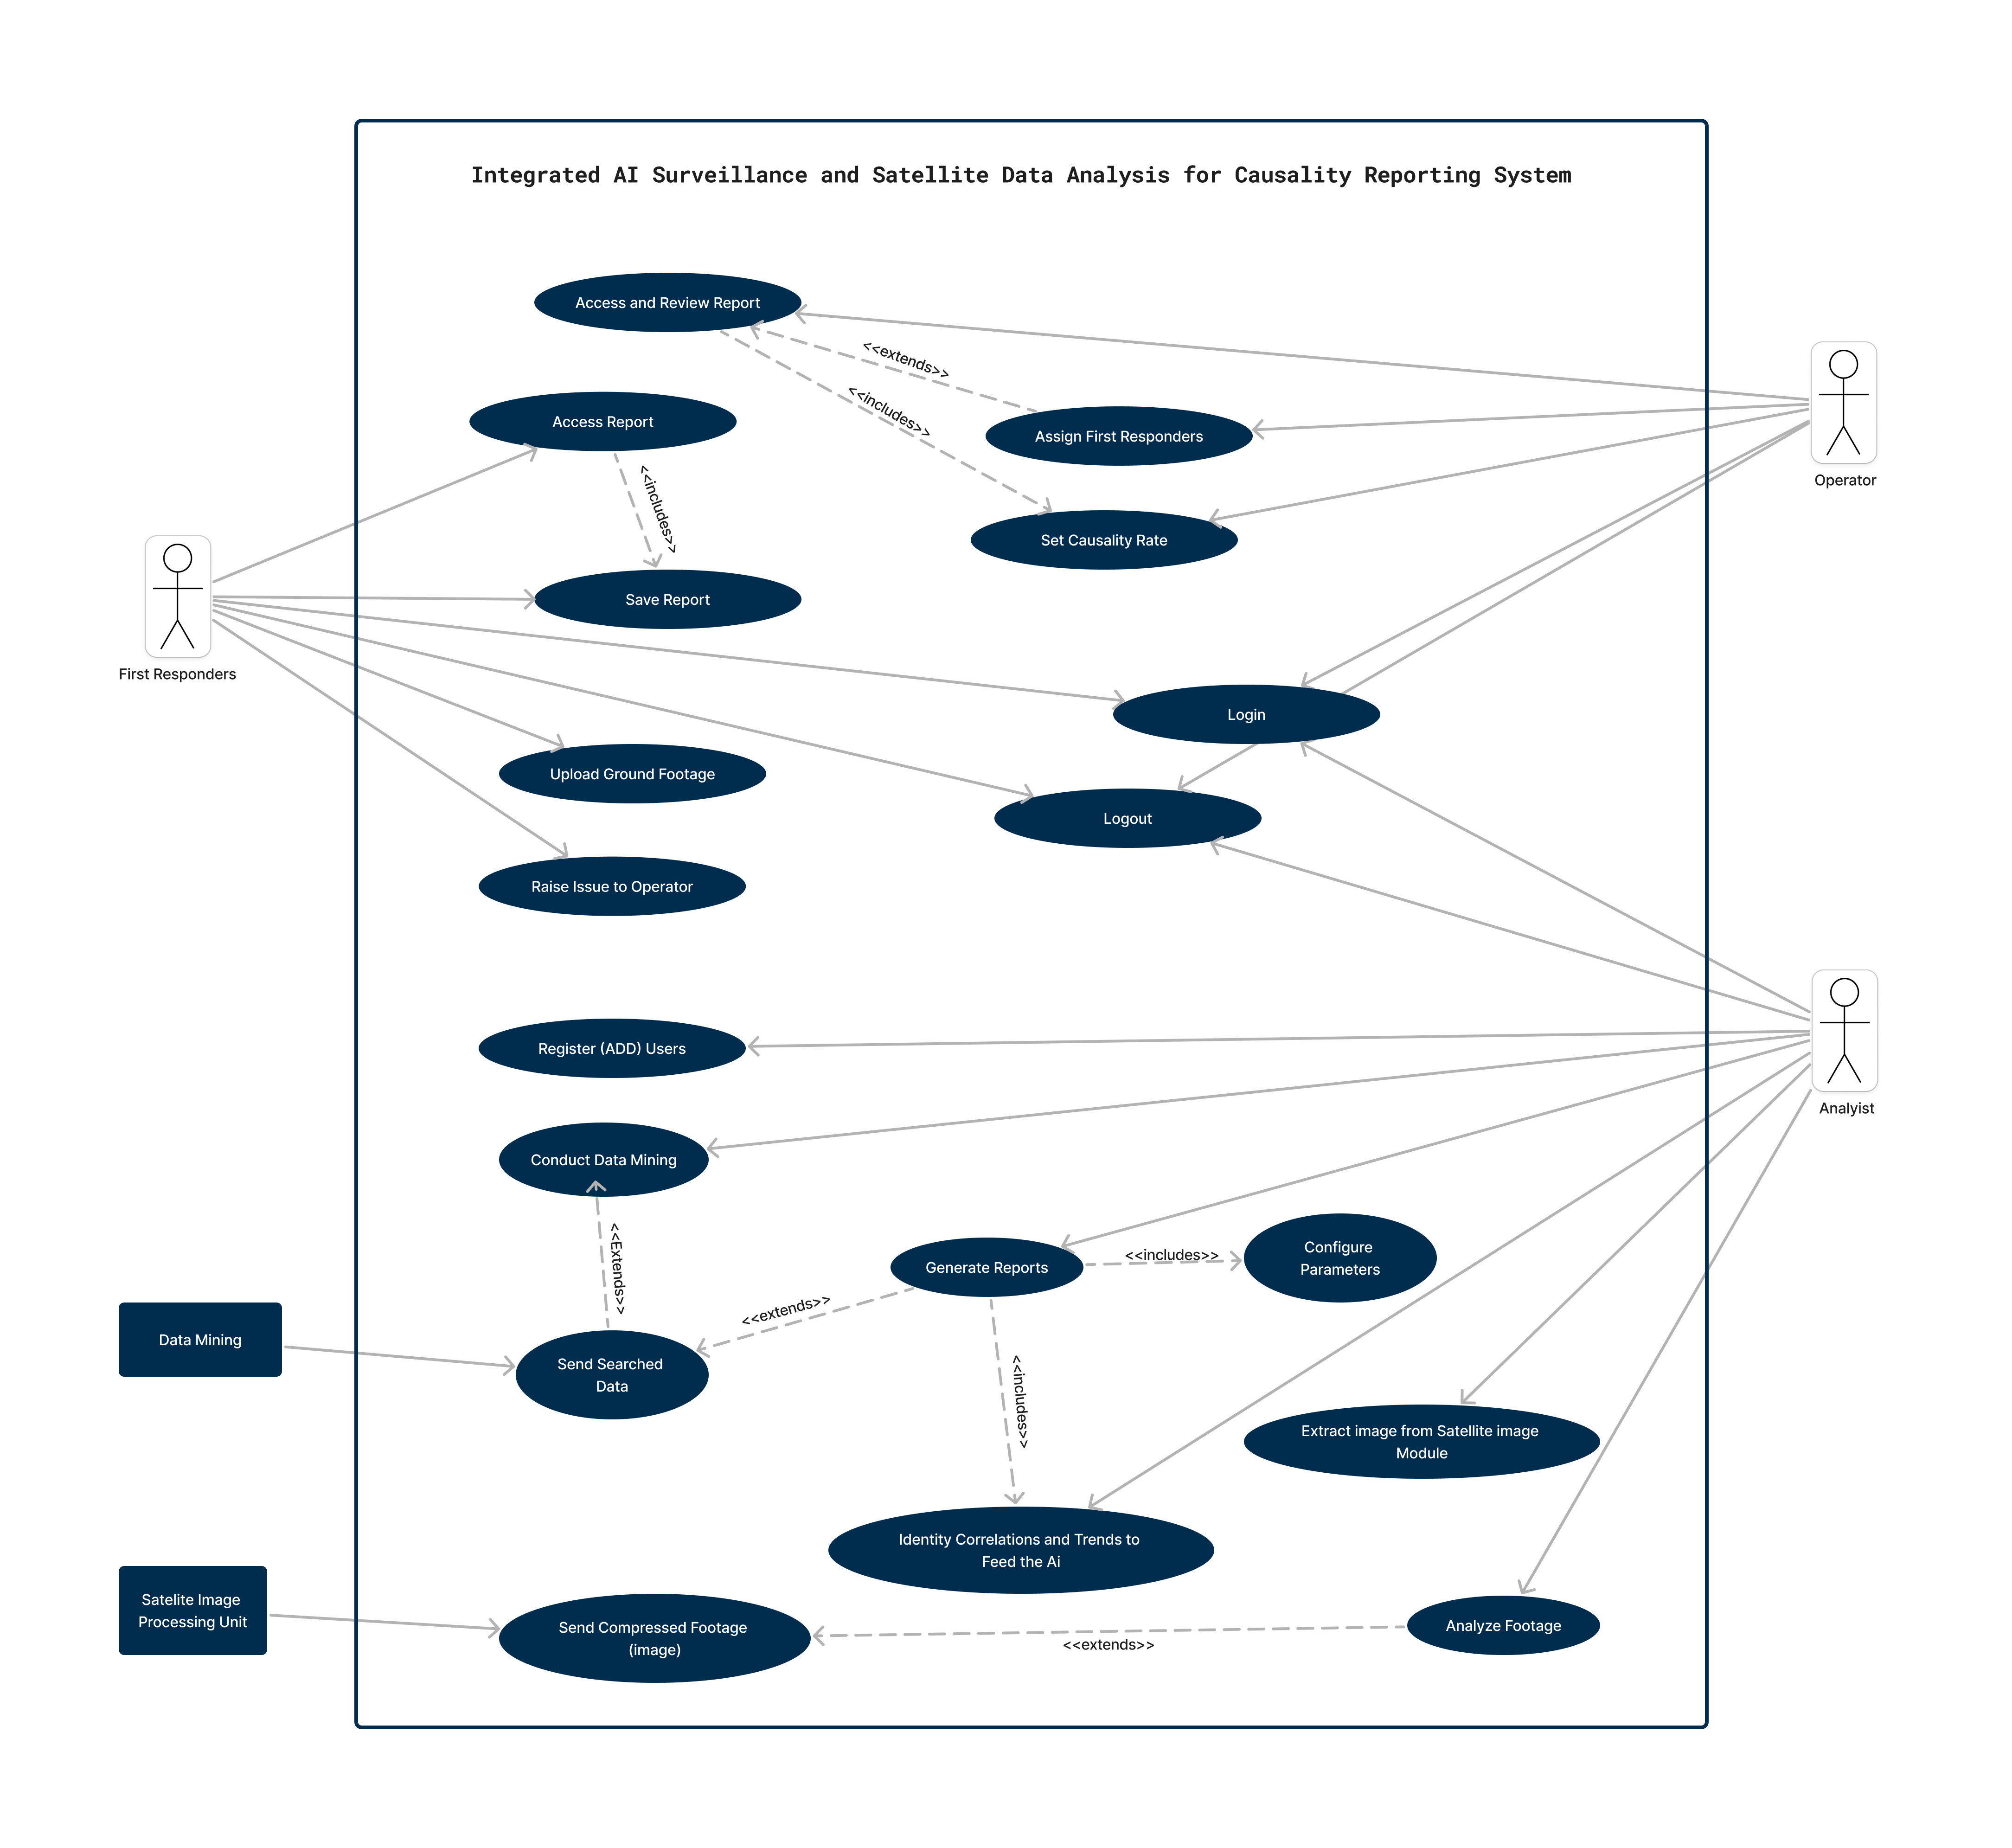 Integrated AI Surveillance and Satellite Data Analysis for Causality Reporting System
Access and Review Report
<<extends>>
<<includes>>
Access Report
Assign First Responders
Operator
<<includes>>
Set Causality Rate
Save Report
First Responders
Login
Upload Ground Footage
Logout
Raise Issue to Operator
Register (ADD) Users
Analyist
Conduct Data Mining
<<Extends>>
Generate Reports
<<includes>>
Configure
Parameters
<<extends>>
Data Mining
Send Searched
Data
<<includes>>
Extract image from Satellite image
Module
Identity Correlations and Trends to
Feed the Ai
Satelite Image
Processing Unit
Send Compressed Footage
(image)
<<extends>>
Analyze Footage